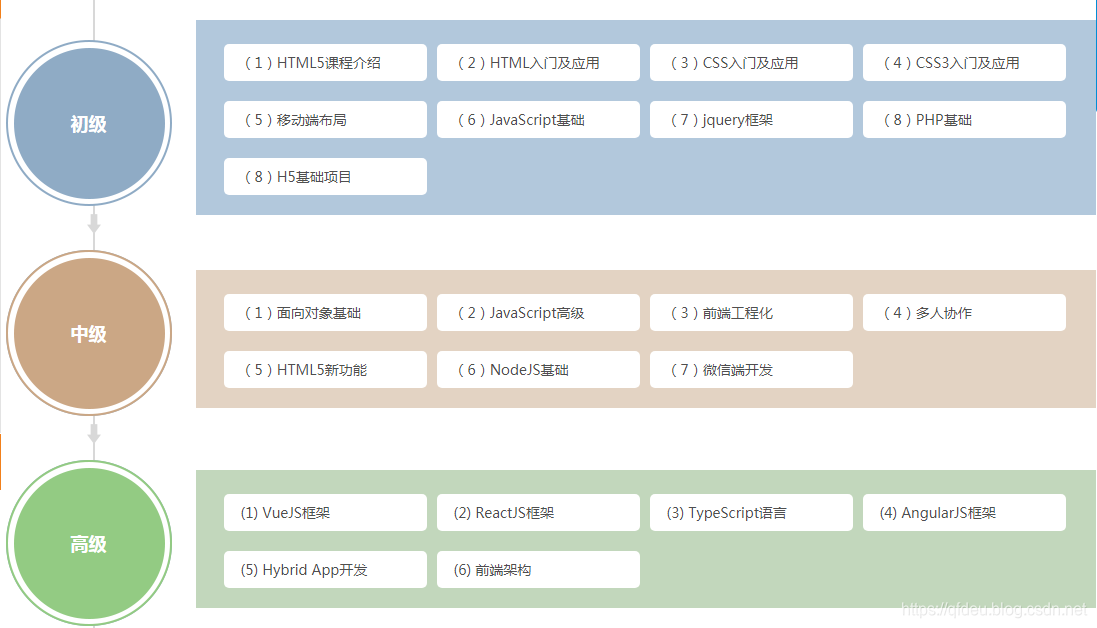 初级
（1）HTML5课程介绍
（2）HTML入门及应用
（3）CSS入门及应用
（4）CSS3入门及应用
（5）移动端布局
（6）JavaScript基础
（7）jquery框架
（8）PHP基础
（8）H5基础项目
中级
（1）面向对象基础
（2）JavaScript高级
（3）前端工程化
（4）多人协作
（5）HTML5新功能
（6）NodeJS基础
（7）微信端开发
高级
(1) VueJS框架
(2) ReactJS框架
(3) TypeScript语言
(4) AngularJS框架
(5) Hybrid App开发
(6) 前端架构
https://qfdeu.blog.csdn.net